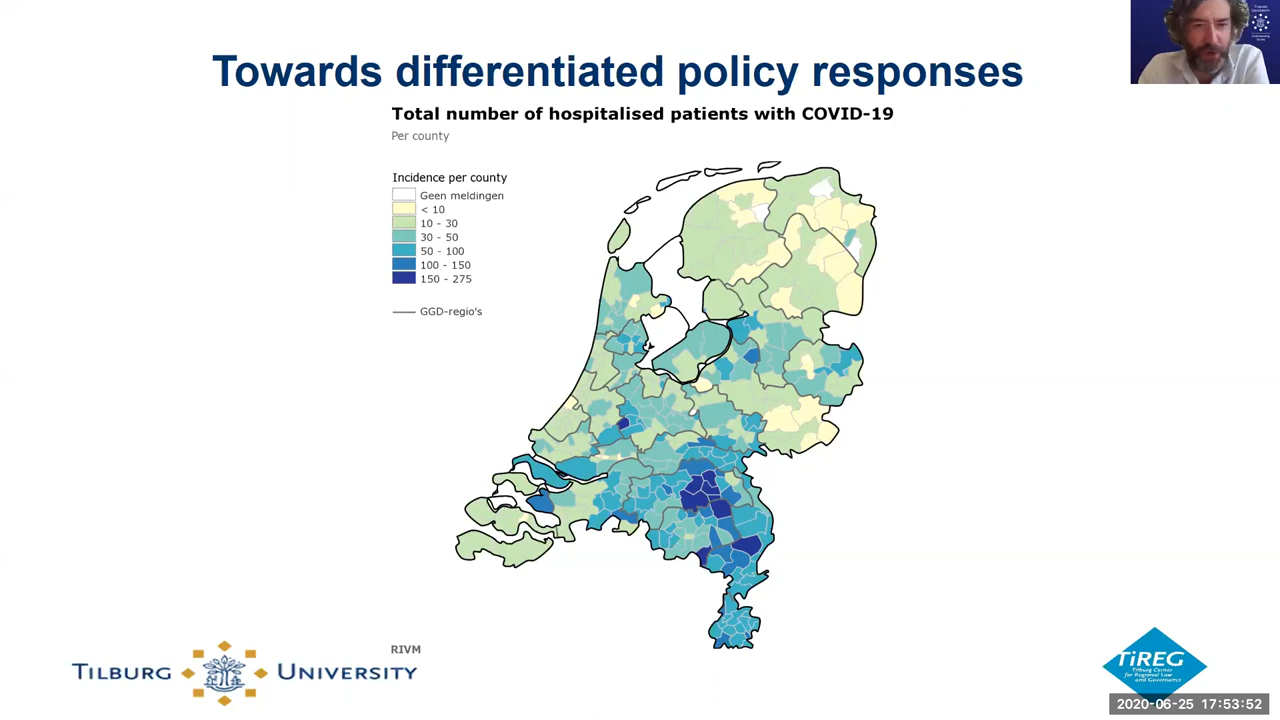 Towards differentiated policy responses
Total number of hospitalised patients with COVID-19
Per county
Incidence per county
Geen meldingen
< 10
10 - 30
30 - 50
50 - 100
100 - 150
150 - 275
GGD-regio's
RIVM
TILBURG UNIVERSITY
TiREG
Tilburg Center
for Regional Law
and Governance
2020-06-25 17:53:52